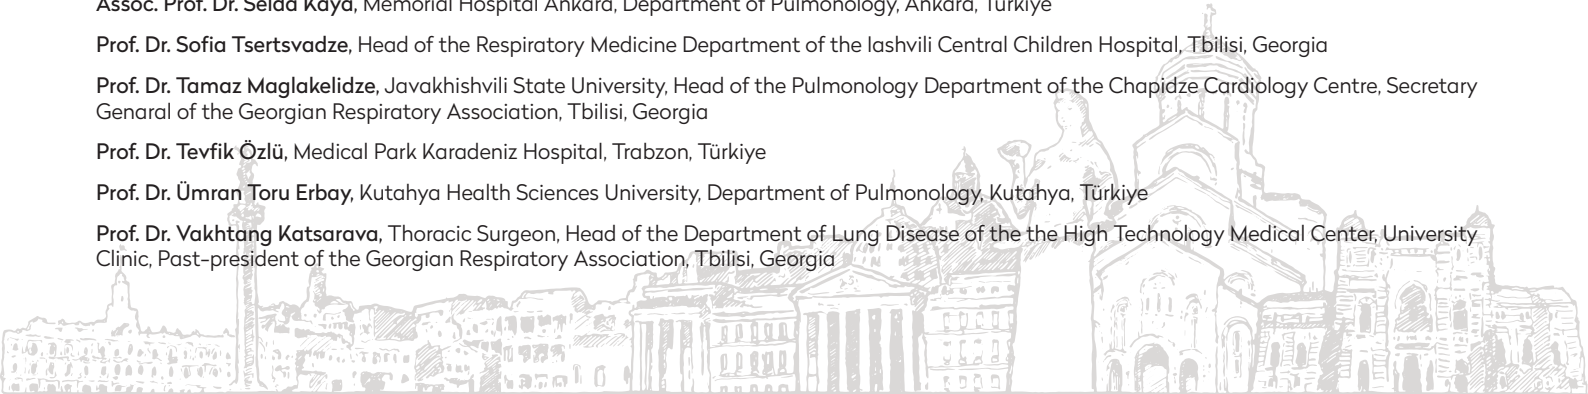 Assoc. Prof. Dr. Selda Kaya, Memorial Hospital Ankara, Department of Pulmonology, Ankara, Türkiye
Prof. Dr. Sofia Tsertsvadze, Head of the Respiratory Medicine Department of the Iashvili Central Children Hospital, Tbilisi, Georgia
Prof. Dr. Tamaz Maglakelidze, Javakhishvili State University, Head of the Pulmonology Department of the Chapidze Cardiology Centre, Secretary
Genaral of the Georgian Respiratory Association, Tbilisi, Georgia
Prof. Dr. Tevfik Özlü, Medical Park Karadeniz Hospital, Trabzon, Türkiye
Prof. Dr. Ümran Toru Erbay, Kutahya Health Sciences University, Department of Pulmonology, Kutahya, Türkiye
Prof. Dr. Vakhtang Katsarava, Thoracic Surgeon, Head of the Department of Lung Disease of the the High Technology Medical Center, University
Clinic, Past-president of the Georgian Respiratory Association, Tbilisi, Georgia